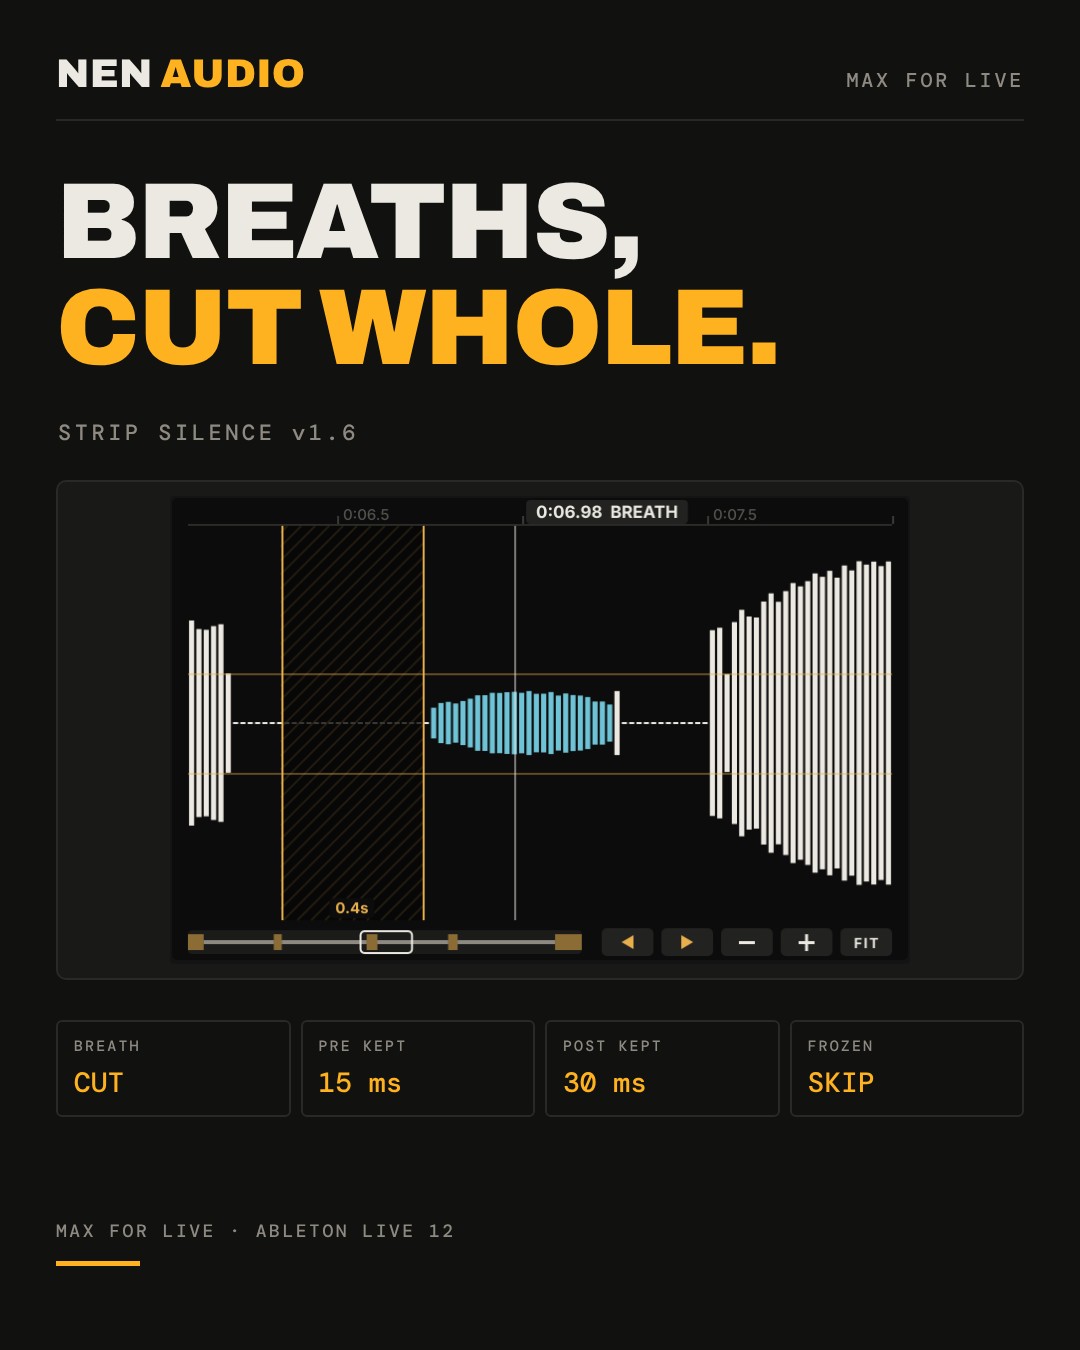 NEN AUDIO
MAX FOR LIVE
BREATHS,
CUT WHOLE.
STRIP SILENCE v1.6
0:06.5
0:06.98 BREATH
0:07.5
0.4s
FIT
BREATH
CUT
PRE KEPT
15 ms
POST KEPT
30 ms
FROZEN
SKIP
MAX FOR LIVE · ABLETON LIVE 12